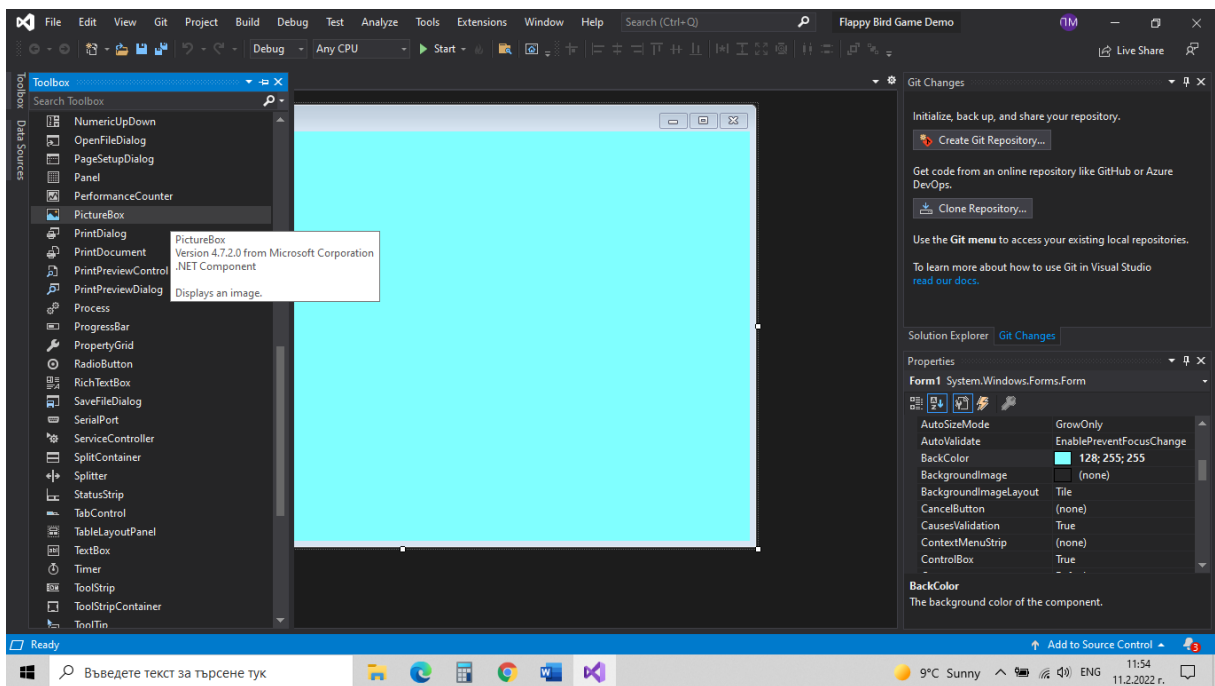 File Edit View Git Project Build Debug Test Analyze Tools Extensions Window Help Search (Ctrl+Q) Flappy Bird Game Demo ПМ
Debug Any CPU Start Live Share
Toolbox
Data Sources
Toolbox
Search Toolbox
NumericUpDown
OpenFileDialog
PageSetupDialog
Panel
PerformanceCounter
PictureBox
PrintDialog
PrintDocument
PrintPreviewControl
PrintPreviewDialog
Process
ProgressBar
PropertyGrid
RadioButton
RichTextBox
SaveFileDialog
SerialPort
ServiceController
SplitContainer
Splitter
StatusStrip
TabControl
TableLayoutPanel
TextBox
Timer
ToolStrip
ToolStripContainer
ToolTip
PictureBox
Version 4.7.2.0 from Microsoft Corporation
.NET Component
Displays an image.
Git Changes
Initialize, back up, and share your repository.
Create Git Repository...
Get code from an online repository like GitHub or Azure
DevOps.
Clone Repository...
Use the Git menu to access your existing local repositories.
To learn more about how to use Git in Visual Studio
read our docs.
Solution Explorer Git Changes
Properties
Form1 System.Windows.Forms.Form
AutoSizeMode GrowOnly
AutoValidate EnablePreventFocusChange
BackColor 128; 255; 255
BackgroundImage (none)
BackgroundImageLayout Tile
CancelButton (none)
CausesValidation True
ContextMenuStrip (none)
ControlBox True
BackColor
The background color of the component.
Ready Add to Source Control 3
Въведете текст за търсене тук 9°C Sunny ENG 11:54
11.2.2022 г.